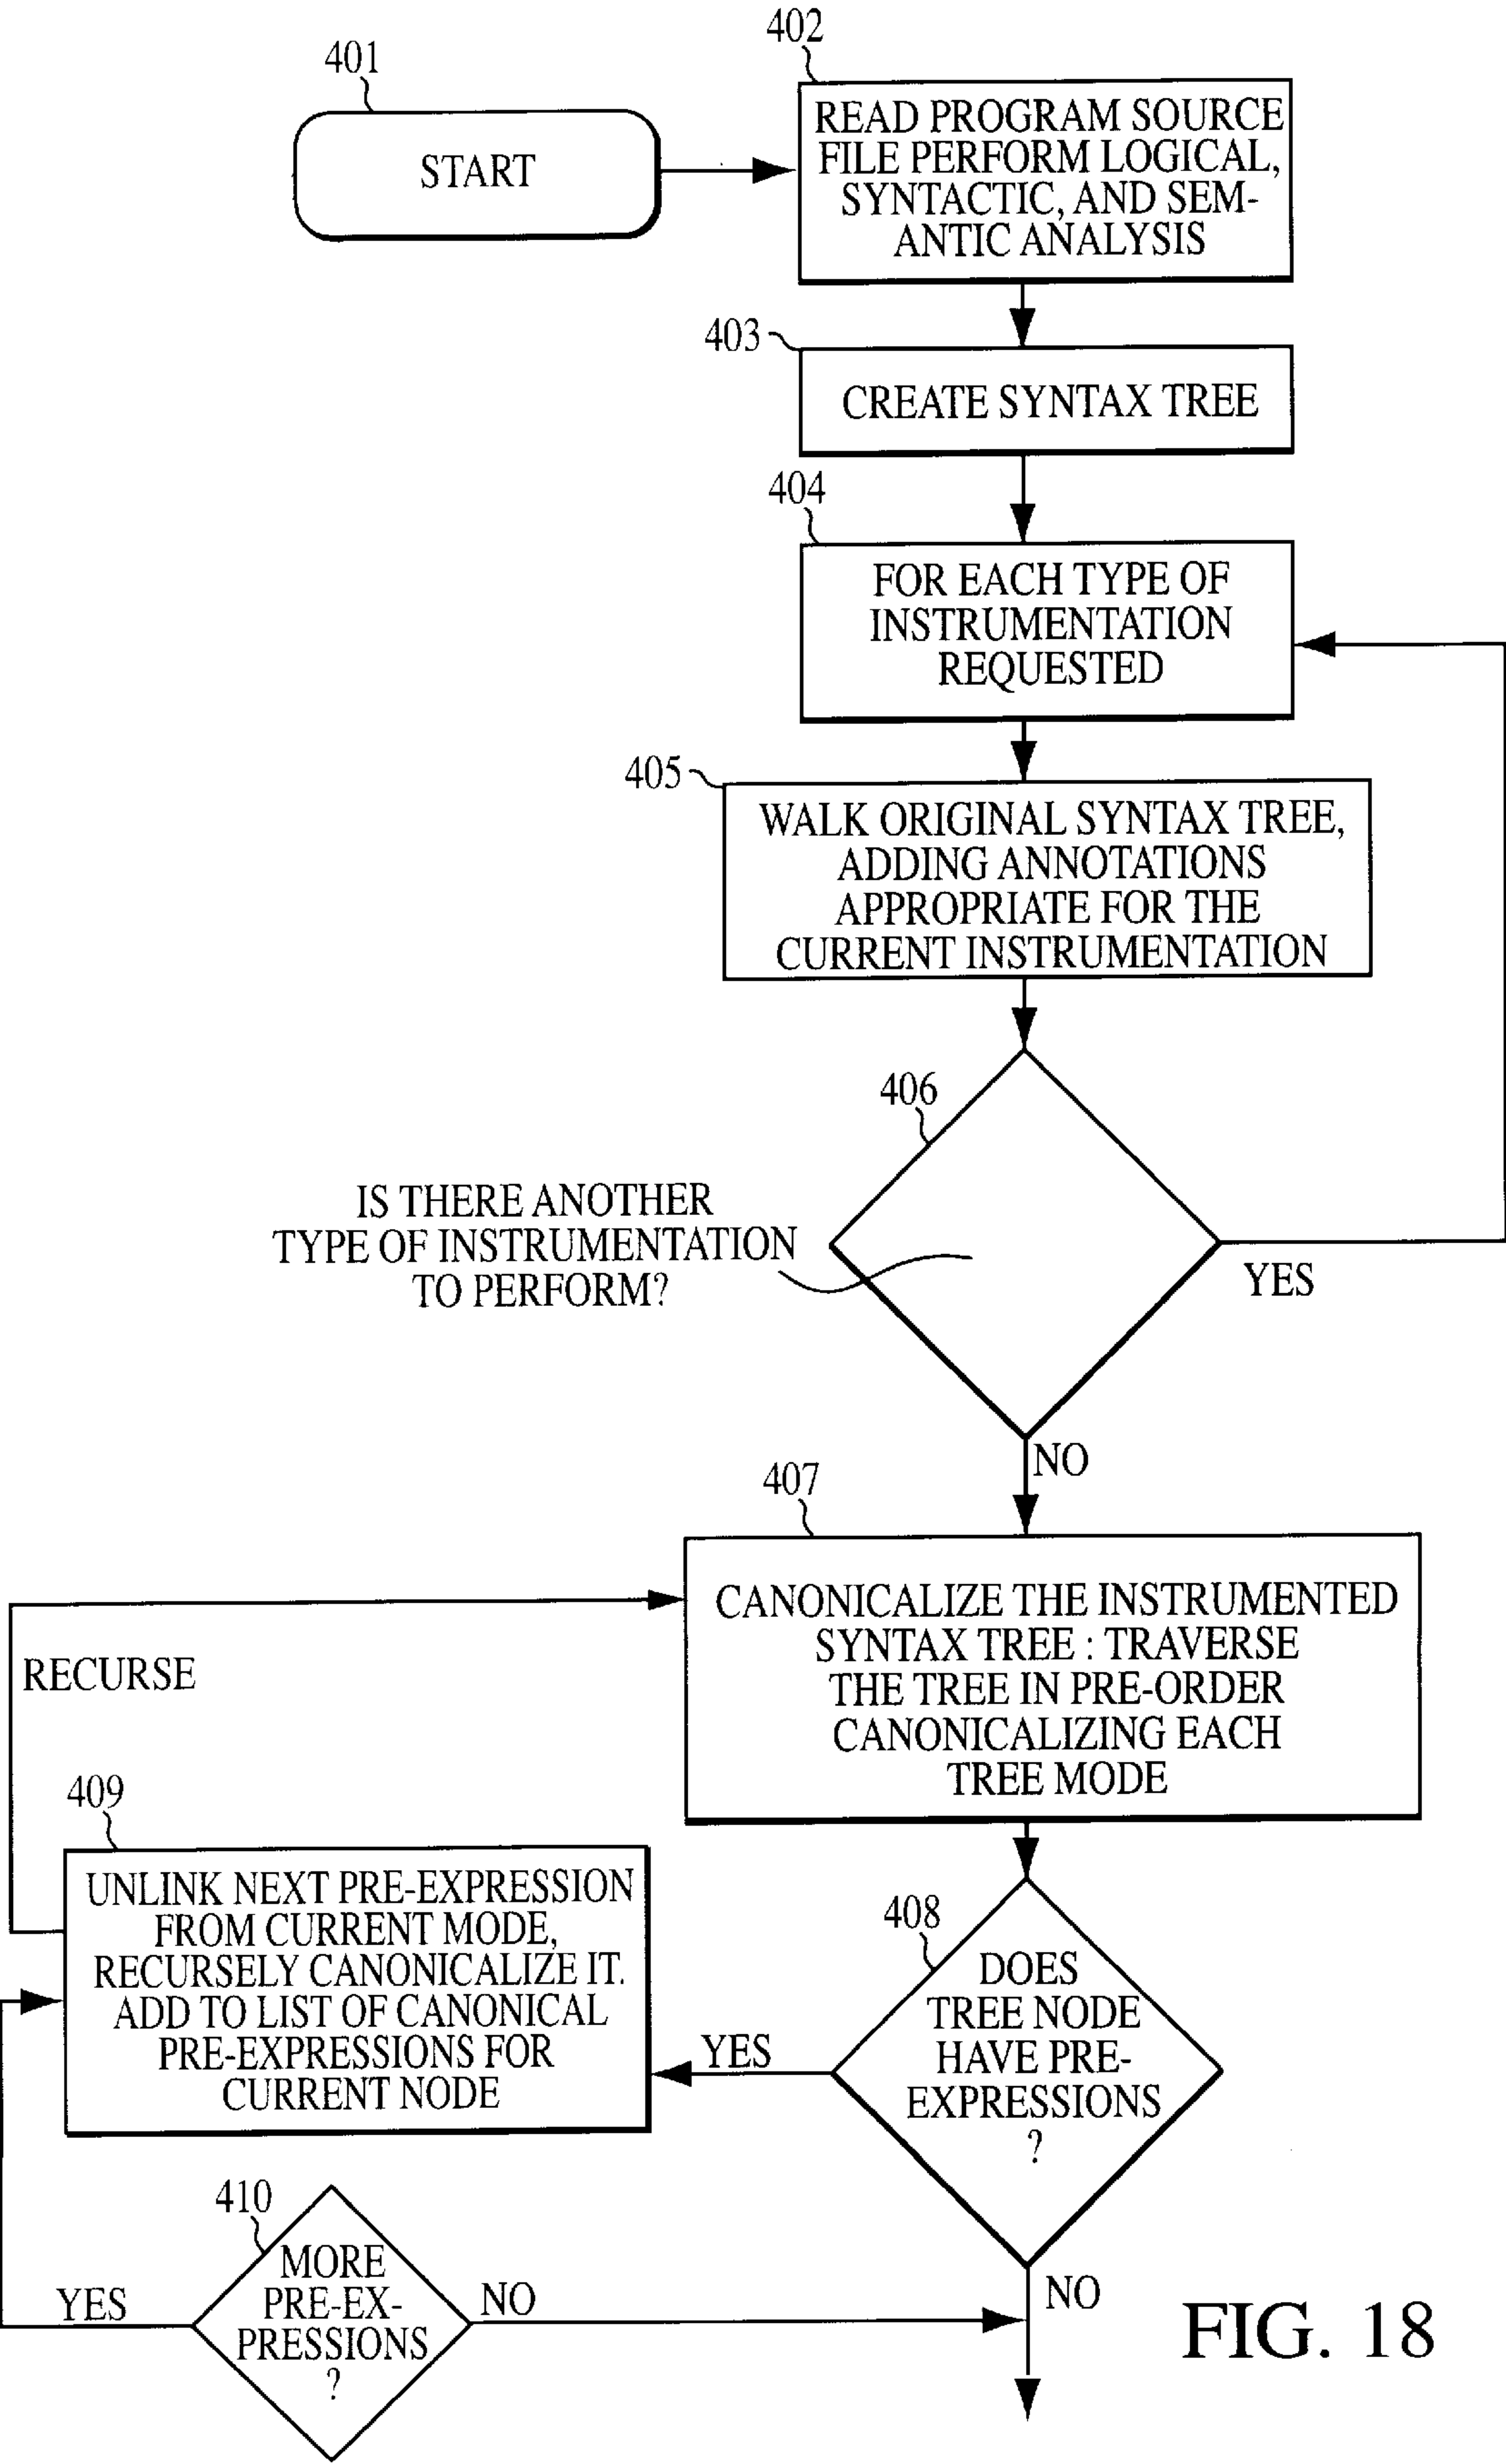 401
START
402
READ PROGRAM SOURCE
FILE PERFORM LOGICAL,
SYNTACTIC, AND SEM-
ANTIC ANALYSIS
403
CREATE SYNTAX TREE
404
FOR EACH TYPE OF
INSTRUMENTATION
REQUESTED
405
WALK ORIGINAL SYNTAX TREE,
ADDING ANNOTATIONS
APPROPRIATE FOR THE
CURRENT INSTRUMENTATION
406
IS THERE ANOTHER
TYPE OF INSTRUMENTATION
TO PERFORM?
YES
NO
407
CANONICALIZE THE INSTRUMENTED
SYNTAX TREE : TRAVERSE
THE TREE IN PRE-ORDER
CANONICALIZING EACH
TREE MODE
RECURSE
409
UNLINK NEXT PRE-EXPRESSION
FROM CURRENT MODE,
RECURSELY CANONICALIZE IT.
ADD TO LIST OF CANONICAL
PRE-EXPRESSIONS FOR
CURRENT NODE
408
DOES
TREE NODE
HAVE PRE-
EXPRESSIONS
?
YES
NO
410
MORE
PRE-EX-
PRESSIONS
?
YES
NO
FIG. 18